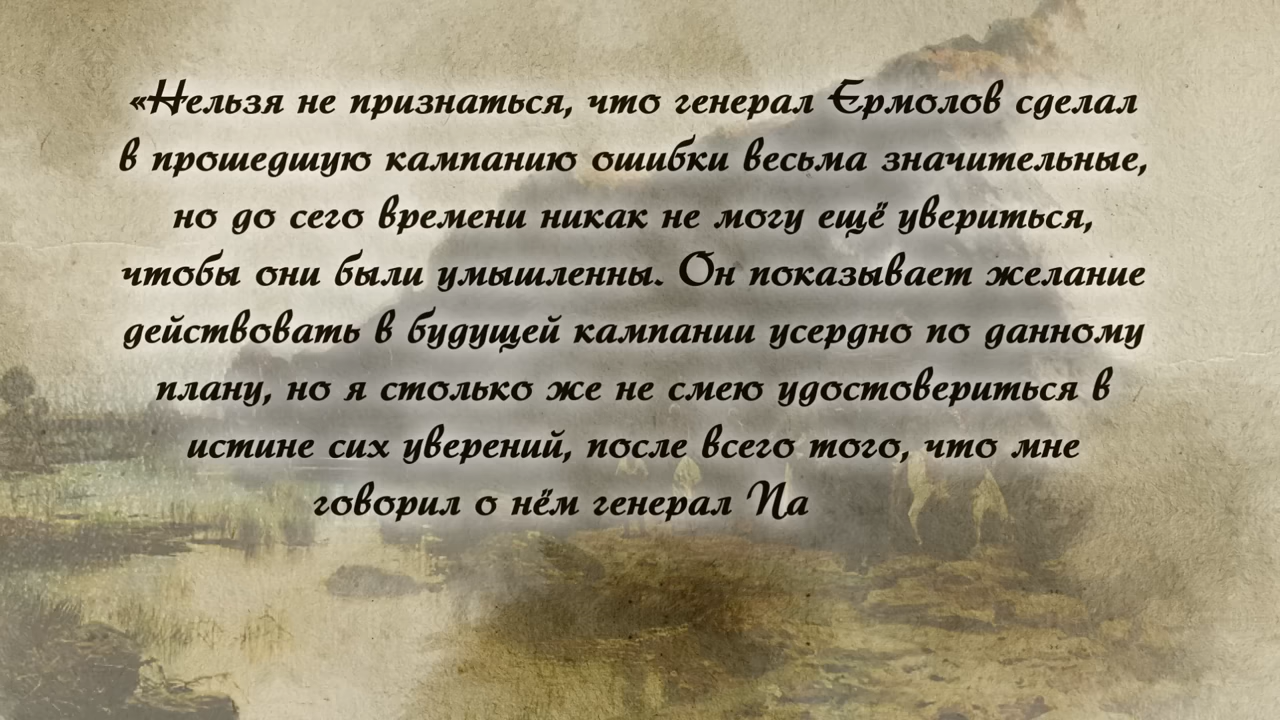 «Нельзя не признаться, что генерал Ермолов сделал
в прошедшую кампанию ошибки весьма значительные,
но до сего времени никак не могу ещё увериться,
чтобы они были умышленны. Он показывает желание
действовать в будущей кампании усердно по данному
плану, но я столько же не смею удостовериться в
истине сих уверений, после всего того, что мне
говорил о нём генерал Па